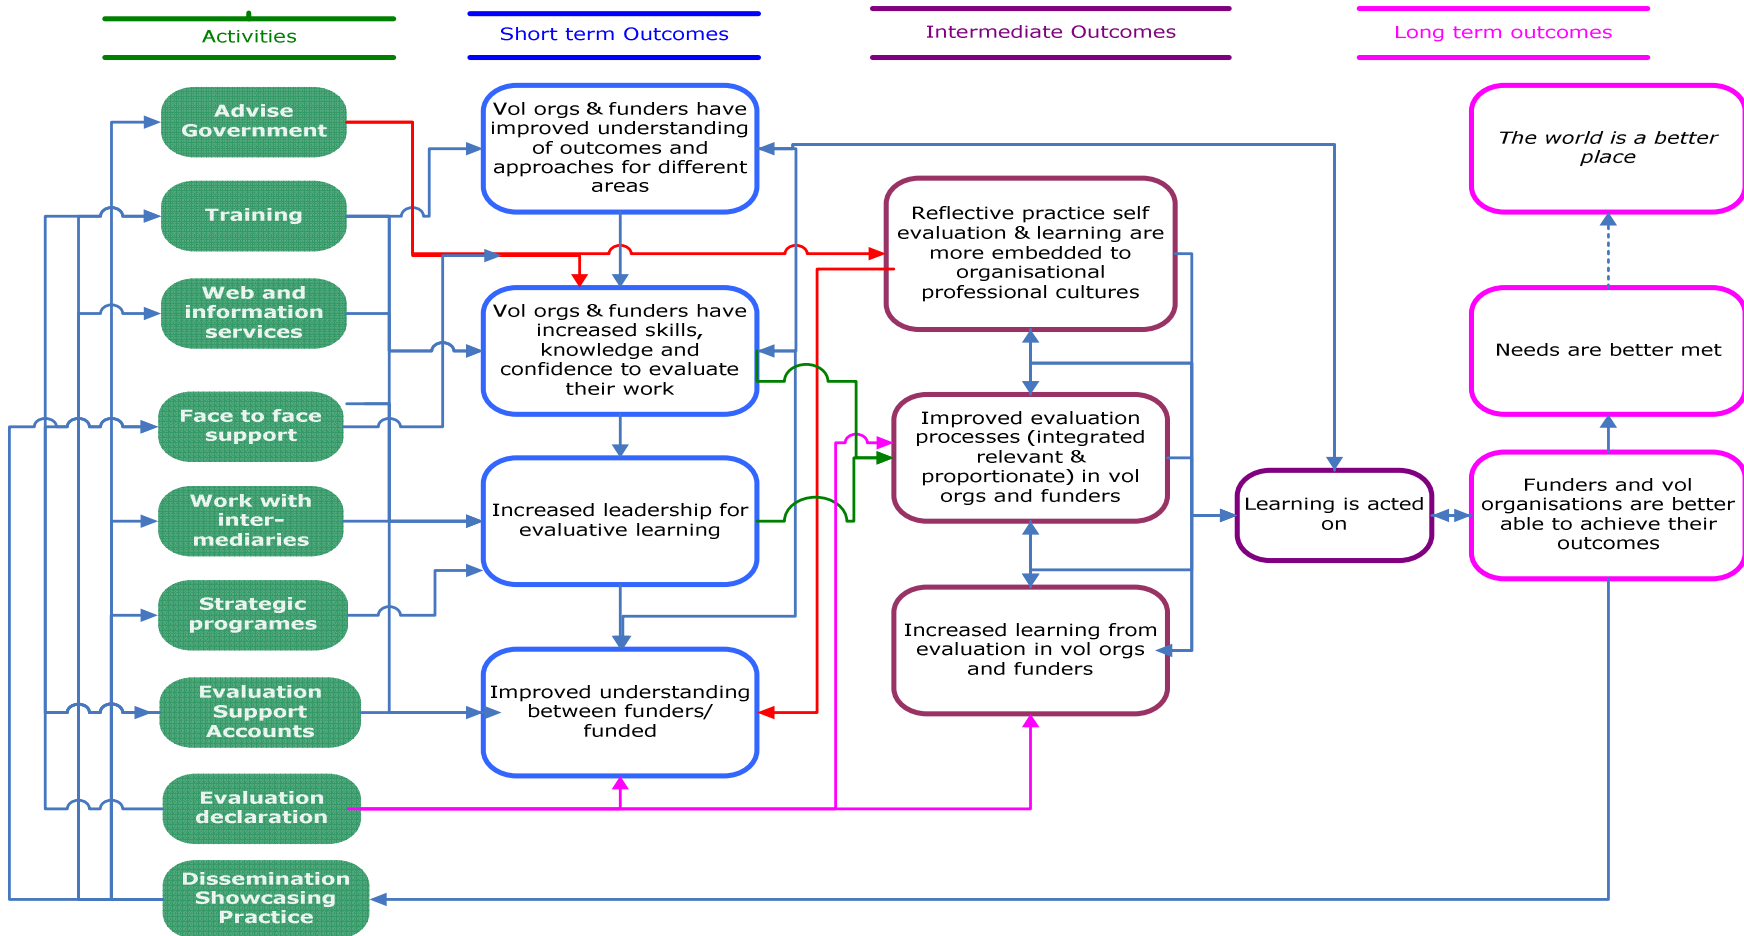 Activities
Short term Outcomes
Intermediate Outcomes
Long term outcomes
Advise
Government
Training
Web and
information
services
Face to face
support
Work with
inter-
mediaries
Strategic
programes
Evaluation
Support
Accounts
Evaluation
declaration
Dissemination
Showcasing
Practice
Vol orgs & funders have
improved understanding
of outcomes and
approaches for different
areas
Vol orgs & funders have
increased skills,
knowledge and
confidence to evaluate
their work
Increased leadership for
evaluative learning
Improved understanding
between funders/
funded
Reflective practice self
evaluation & learning are
more embedded to
organisational
professional cultures
Improved evaluation
processes (integrated
relevant &
proportionate) in vol
orgs and funders
Increased learning from
evaluation in vol orgs
and funders
Learning is acted
on
The world is a better
place
Needs are better met
Funders and vol
organisations are better
able to achieve their
outcomes